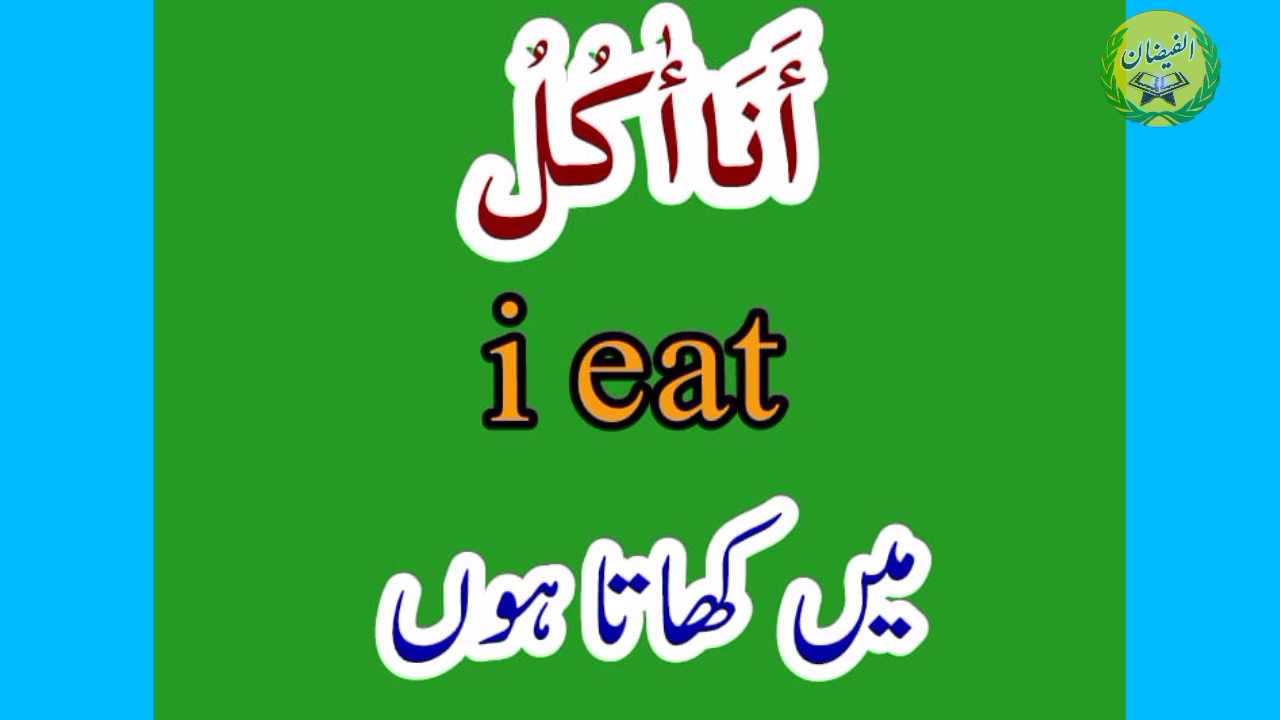 أَنَا أٰكُلُ
i eat
میں کھاتا ہوں
الفیضان